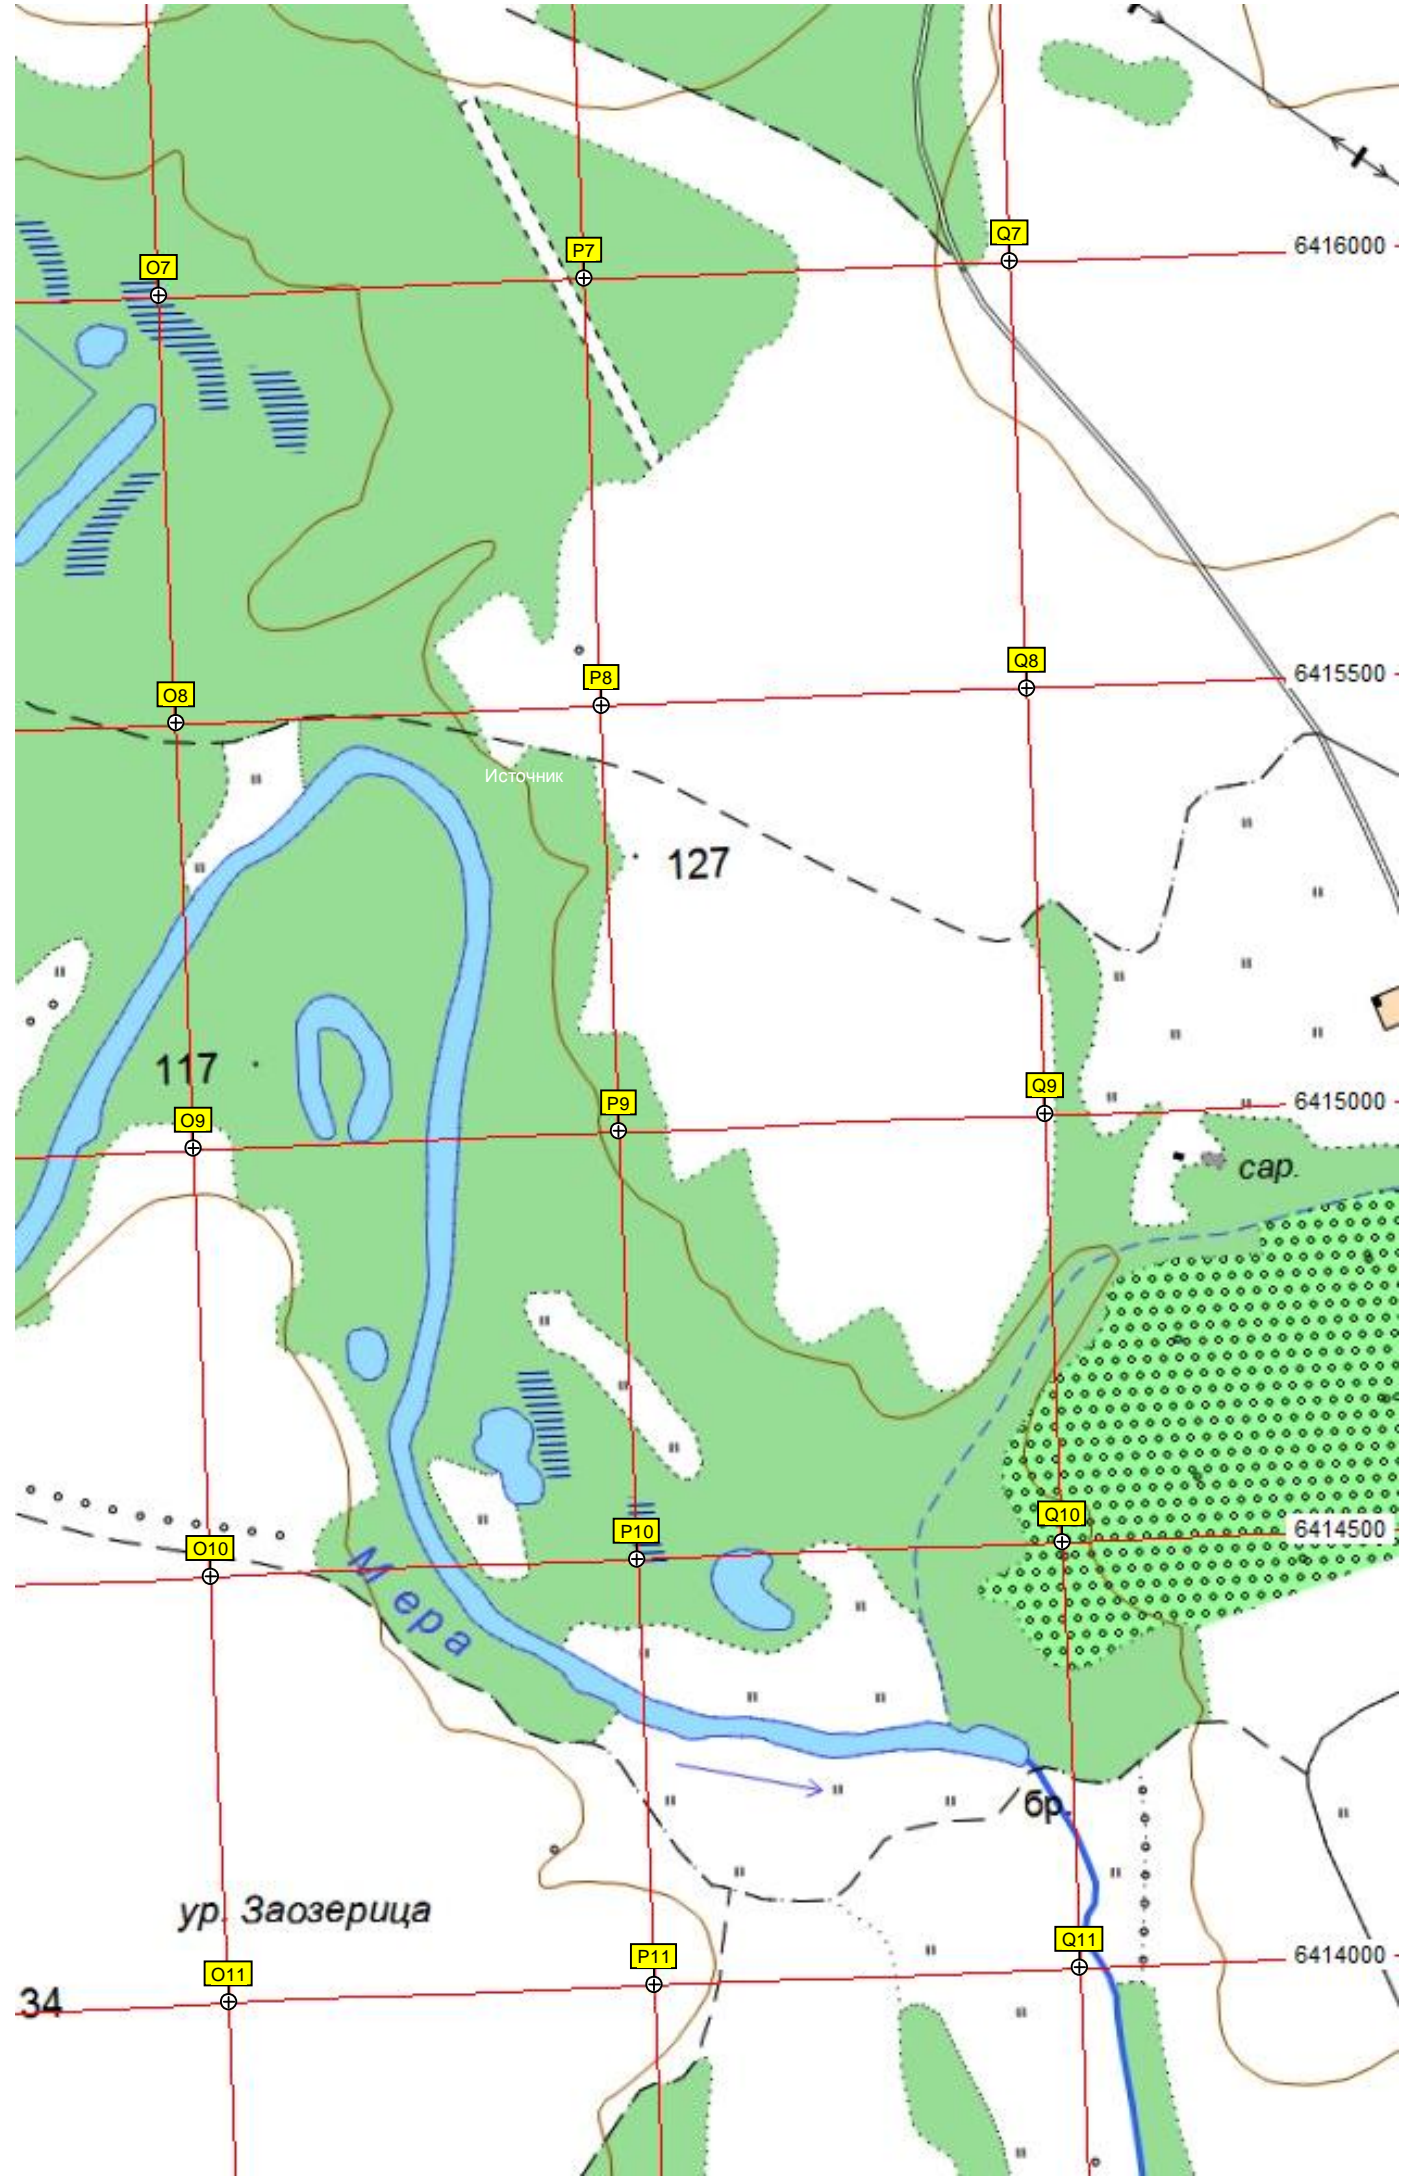 Q7
6416000
P7
O7
Q8
6415500
P8
O8
Источник
127
117
Q9
6415000
P9
O9
сар.
Q10
6414500
P10
O10
Мера
бр.
ур. Заозерица
Q11
6414000
P11
O11
34